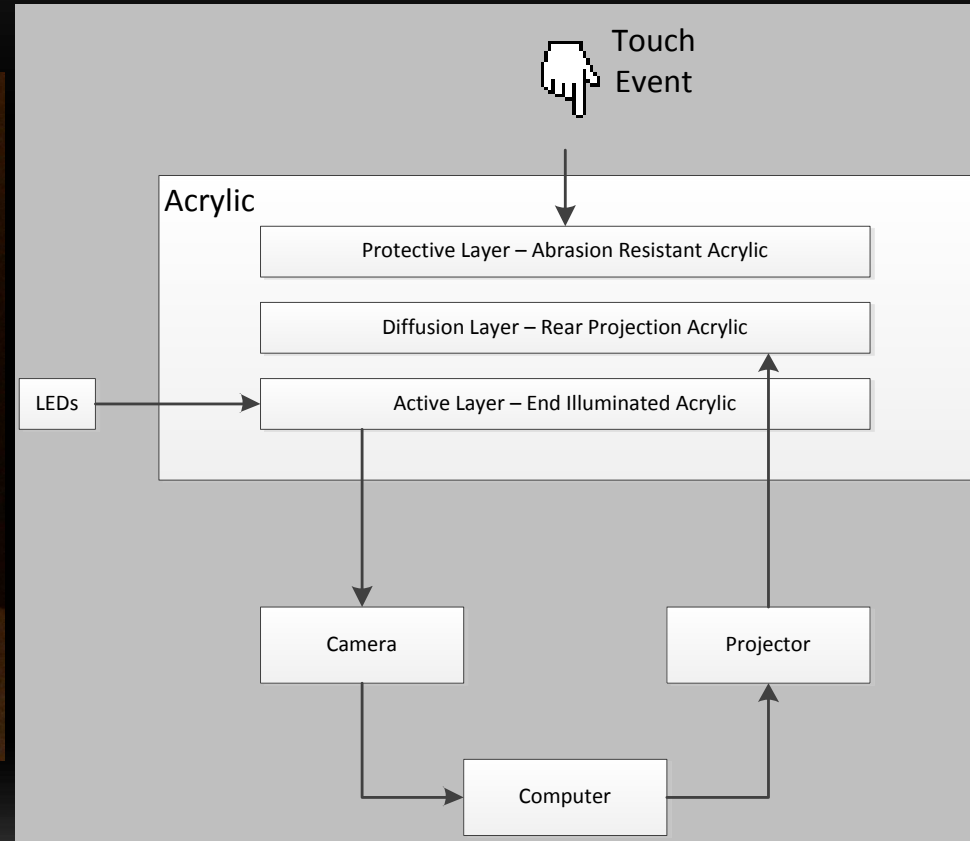 Touch
Event
Acrylic
Protective Layer – Abrasion Resistant Acrylic
Diffusion Layer – Rear Projection Acrylic
LEDs
Active Layer – End Illuminated Acrylic
Camera
Projector
Computer